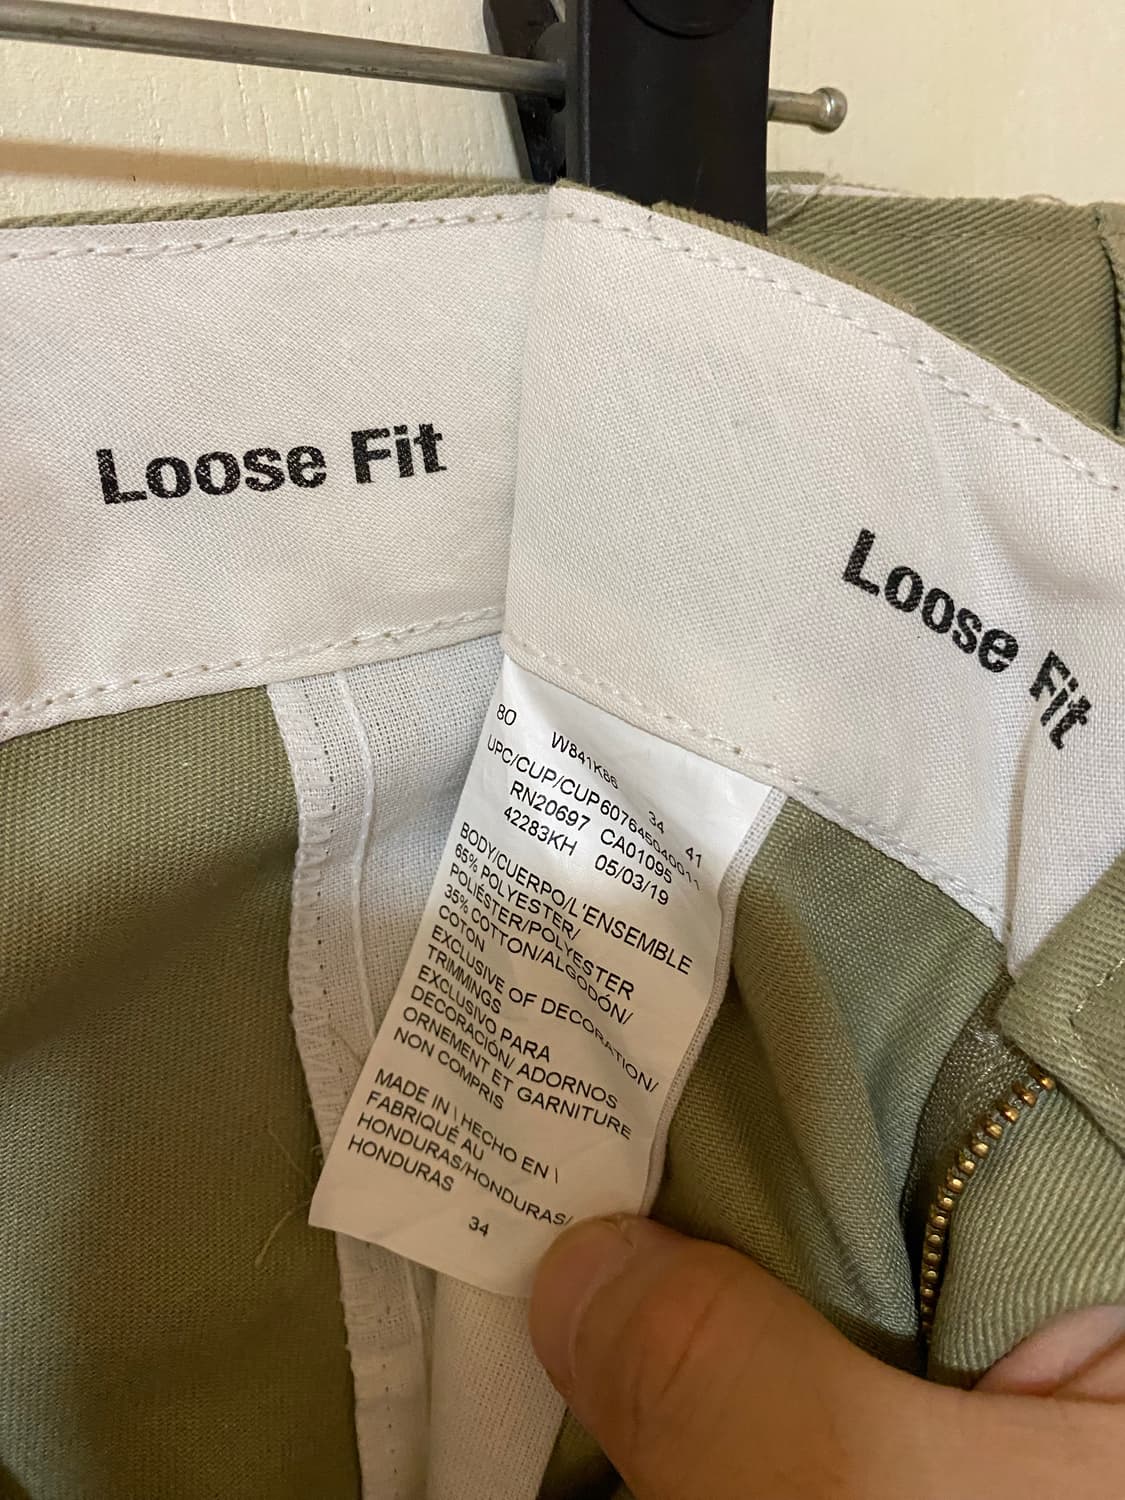 Loose Fit
Loose Fit
80 W841K86 34 41
UPC/CUP/CUP 607645040011
RN20697 CA01095
42283KH 05/03/19
BODY/CUERPO/L'ENSEMBLE
65% POLYESTER/
POLIÉSTER/POLYESTER
35% COTTON/ALGODÓN/
COTON
EXCLUSIVE OF DECORATION/
TRIMMINGS
EXCLUSIVO PARA
DECORACIÓN/ ADORNOS
ORNEMENT ET GARNITURE
NON COMPRIS
MADE IN \ HECHO EN \
FABRIQUÉ AU
HONDURAS/HONDURAS/
HONDURAS
34